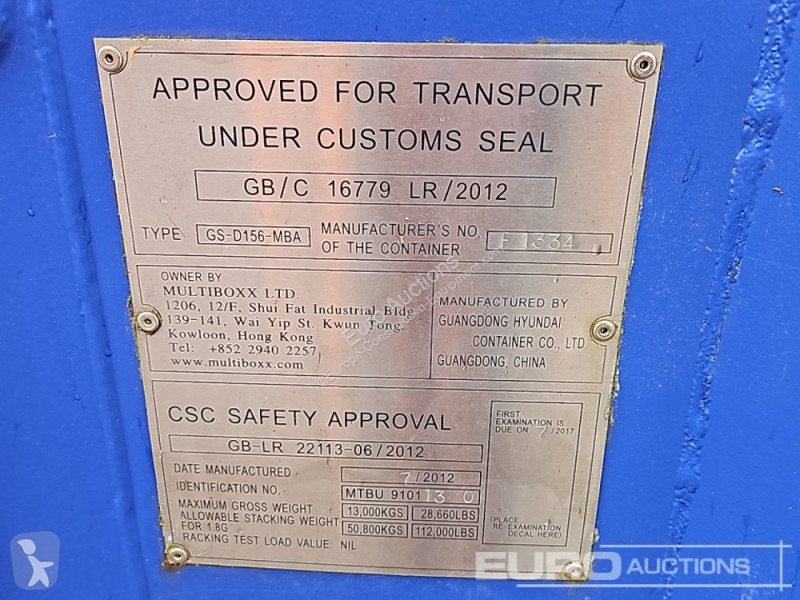 APPROVED FOR TRANSPORT
UNDER CUSTOMS SEAL
GB/C 16779 LR/2012
TYPE GS-D156-MBA
MANUFACTURER'S NO.
OF THE CONTAINER F1334
OWNER BY
MULTIBOXX LTD.
1206, 12/F, Shui Fat Industrial Bldg
139-141, Wai Yip St. Kwun Tong.
Kowloon, Hong Kong
Tel: +852 2940 2257
www.multiboxx.com
MANUFACTURED BY
GUANGDONG HYUNDAI
CONTAINER CO., LTD
GUANGDONG, CHINA
CSC SAFETY APPROVAL
GB-LR 22113-06/2012
DATE MANUFACTURED 7/2012
IDENTIFICATION NO. MTBU 9101
MAXIMUM GROSS WEIGHT 13,000KGS 28,660LBS
ALLOWABLE STACKING WEIGHT
FOR 1.8G 50,800KGS 112,000LBS
RACKING TEST LOAD VALUE: NIL
FIRST
EXAMINATION IS
DUE ON 7/2017
(PLACE
RE-EXAMINATION
DECAL HERE)
Euro Auctions
EURO AUCTIONS